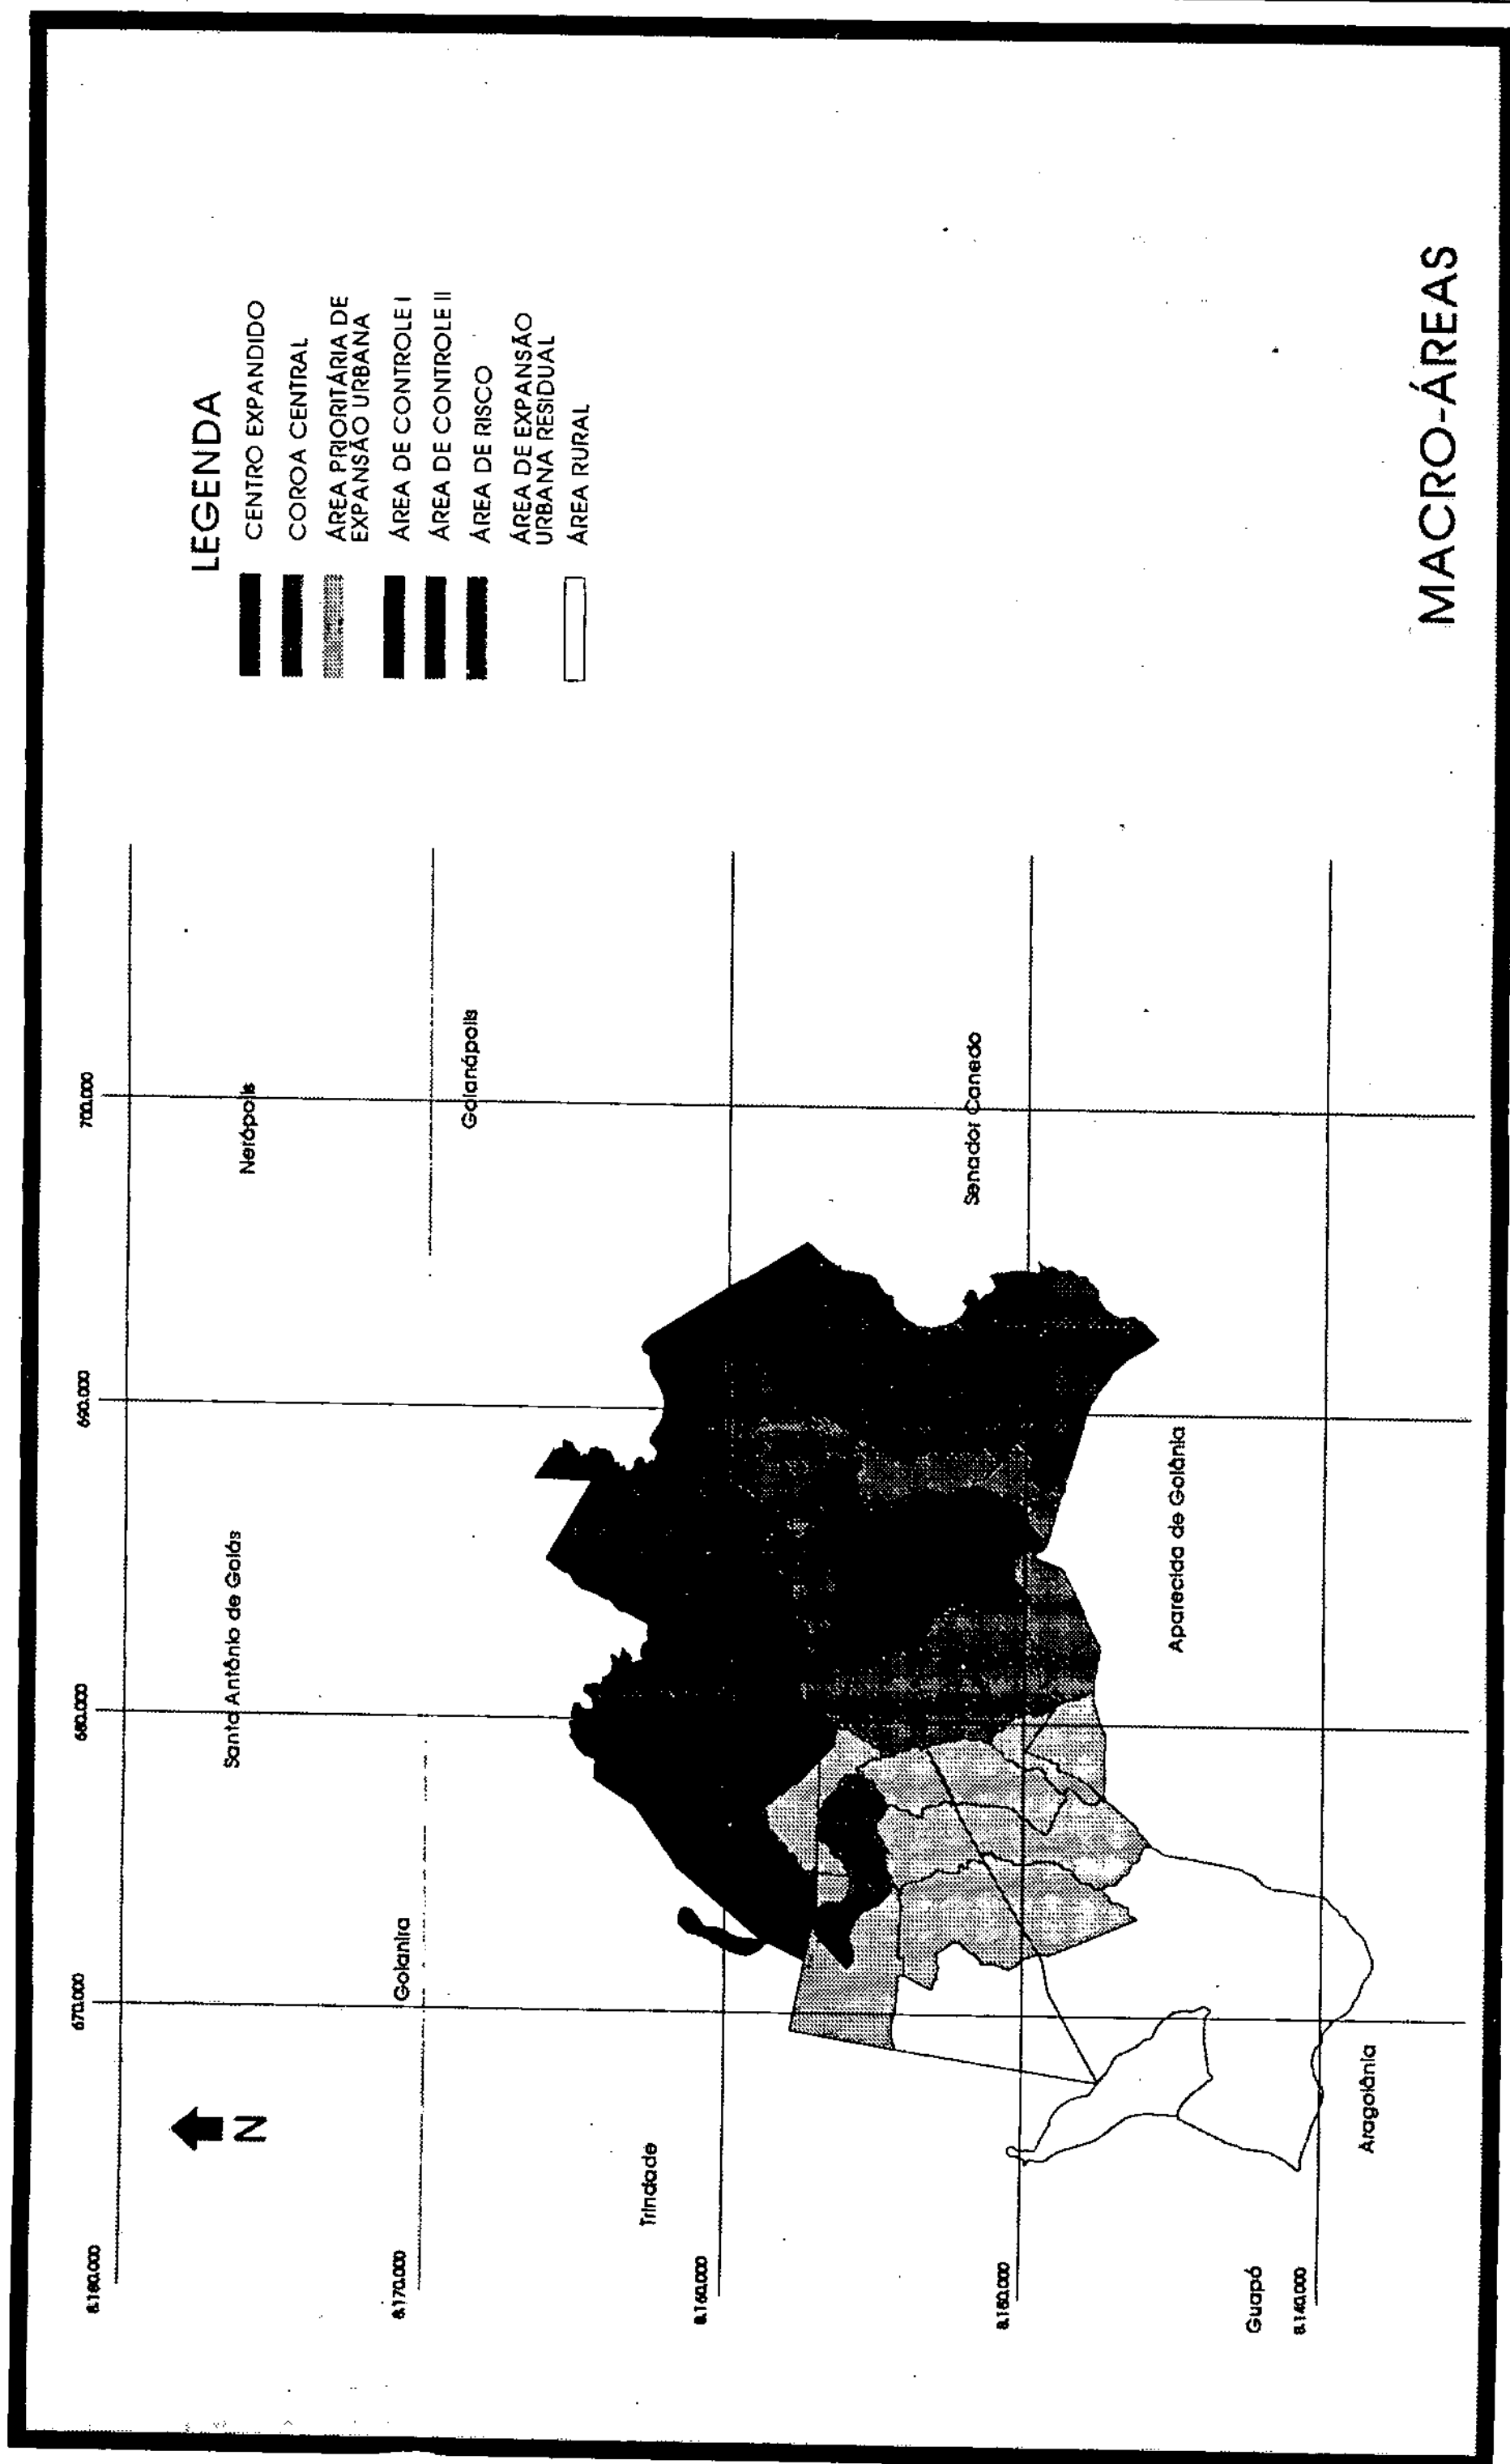 LEGENDA
CENTRO EXPANDIDO
COROA CENTRAL
ÁREA PRIORITÁRIA DE
EXPANSÃO URBANA
ÁREA DE CONTROLE I
ÁREA DE CONTROLE II
ÁREA DE RISCO
ÁREA DE EXPANSÃO
URBANA RESIDUAL
ÁREA RURAL
670.000
680.000
690.000
700.000
8.180.000
N
Santo Antônio de Goiás
Nerópolis
8.170.000
Goianira
Goianápolis
Trindade
8.160.000
Senador Canedo
8.150.000
Aparecida de Goiânia
Guapó
8.140.000
Aragoiânia
MACRO-ÁREAS